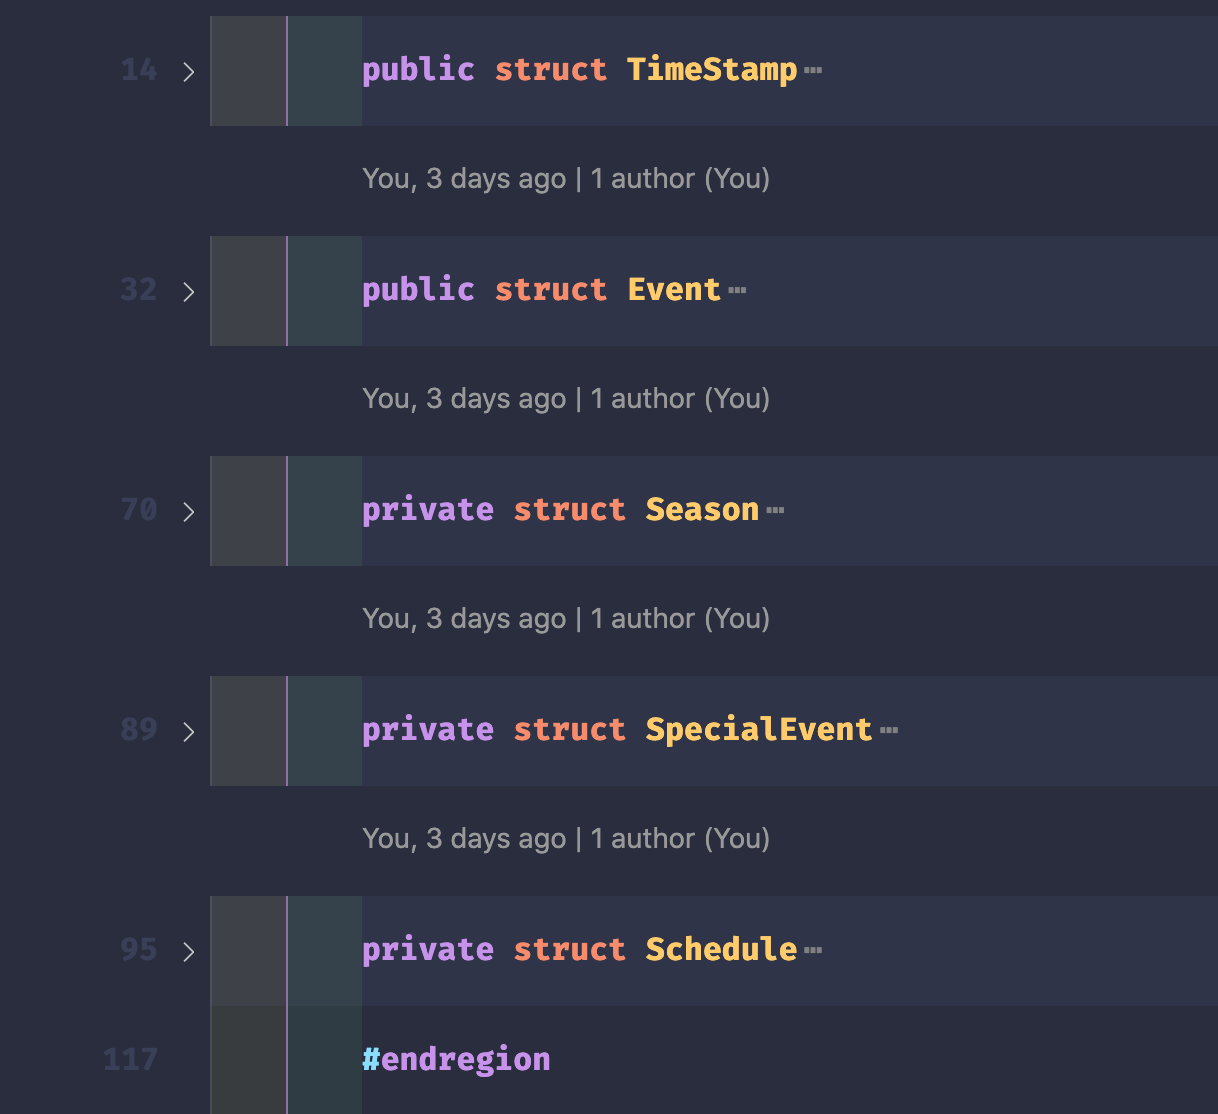 14 > public struct TimeStamp⋯
You, 3 days ago | 1 author (You)
32 > public struct Event⋯
You, 3 days ago | 1 author (You)
70 > private struct Season⋯
You, 3 days ago | 1 author (You)
89 > private struct SpecialEvent⋯
You, 3 days ago | 1 author (You)
95 > private struct Schedule⋯
117 #endregion